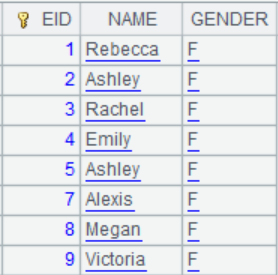 EID NAME GENDER
1 Rebecca F
2 Ashley F
3 Rachel F
4 Emily F
5 Ashley F
7 Alexis F
8 Megan F
9 Victoria F